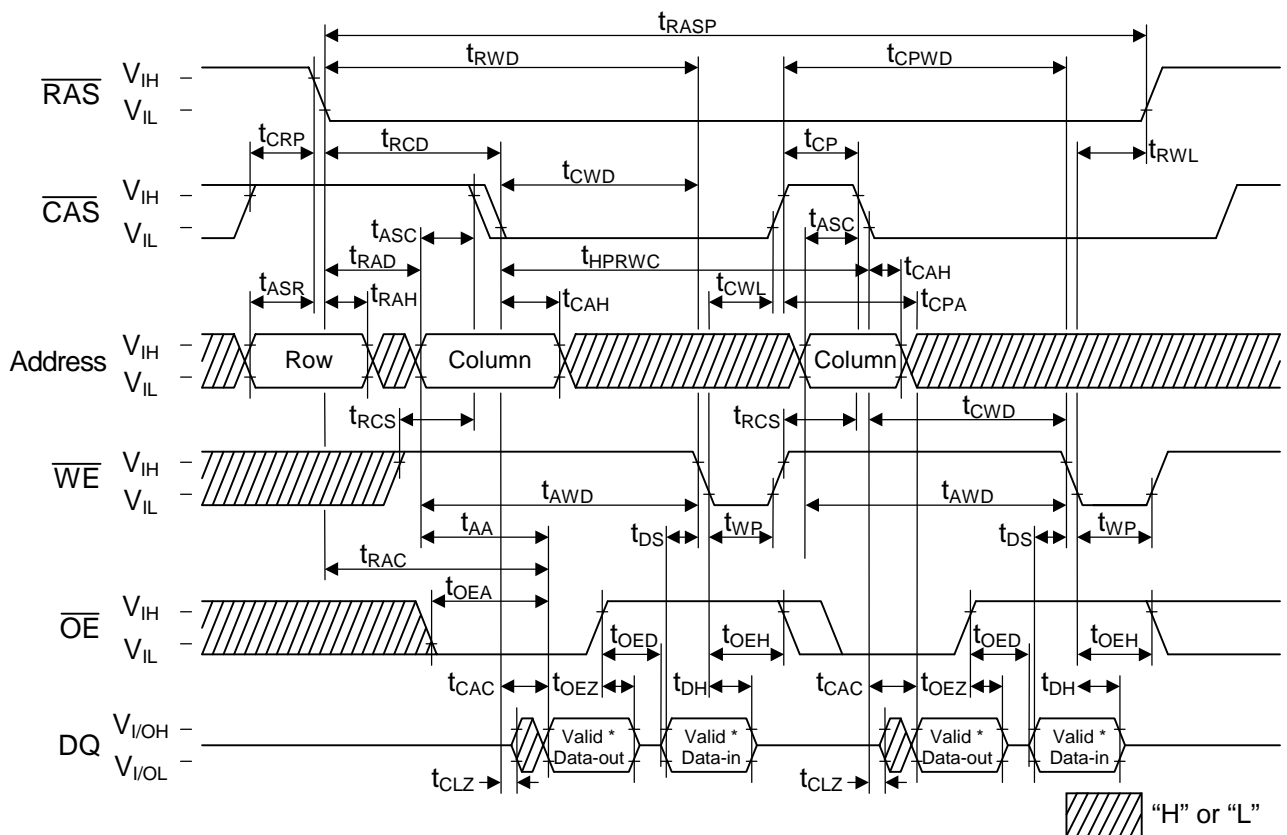 tRASP
tRWD tCPWD
RAS VIH
VIL
tCRP tRCD tCP tRWL
tCWD
CAS VIH
VIL
tASC tASC
tRAD tHPRWC tCAH
tASR tRAH tCAH tCWL tCPA
Address VIH
VIL
Row Column Column
tRCS tRCS tCWD
WE VIH
VIL
tAWD tAWD
tAA tDS tWP tDS tWP
tRAC
tOEA
OE VIH
VIL
tOED tOEH tOED tOEH
tCAC tOEZ tDH tCAC tOEZ tDH
DQ VI/OH
VI/OL
Valid * Valid * Valid * Valid *
Data-out Data-in Data-out Data-in
tCLZ tCLZ
“H” or “L”